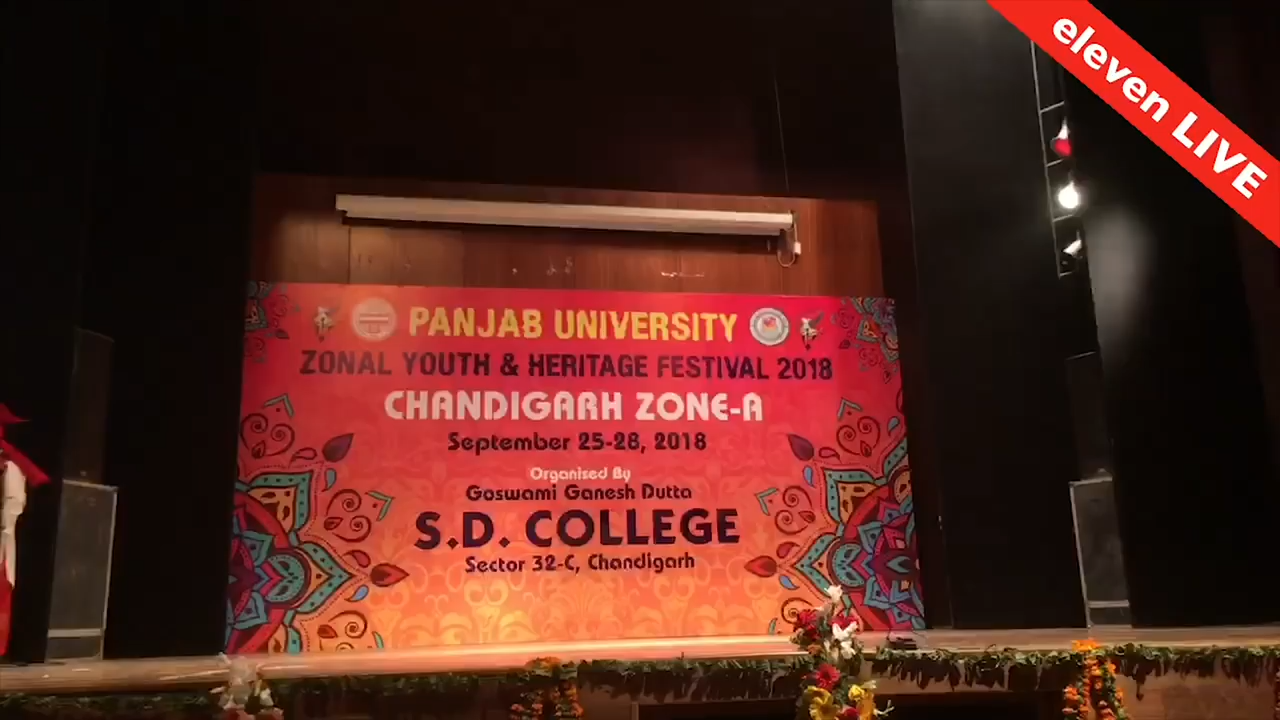 eleven LIVE
PANJAB UNIVERSITY
ZONAL YOUTH & HERITAGE FESTIVAL 2018
CHANDIGARH ZONE-A
September 25-28, 2018
Organised By
Goswami Ganesh Dutta
S.D. COLLEGE
Sector 32-C, Chandigarh